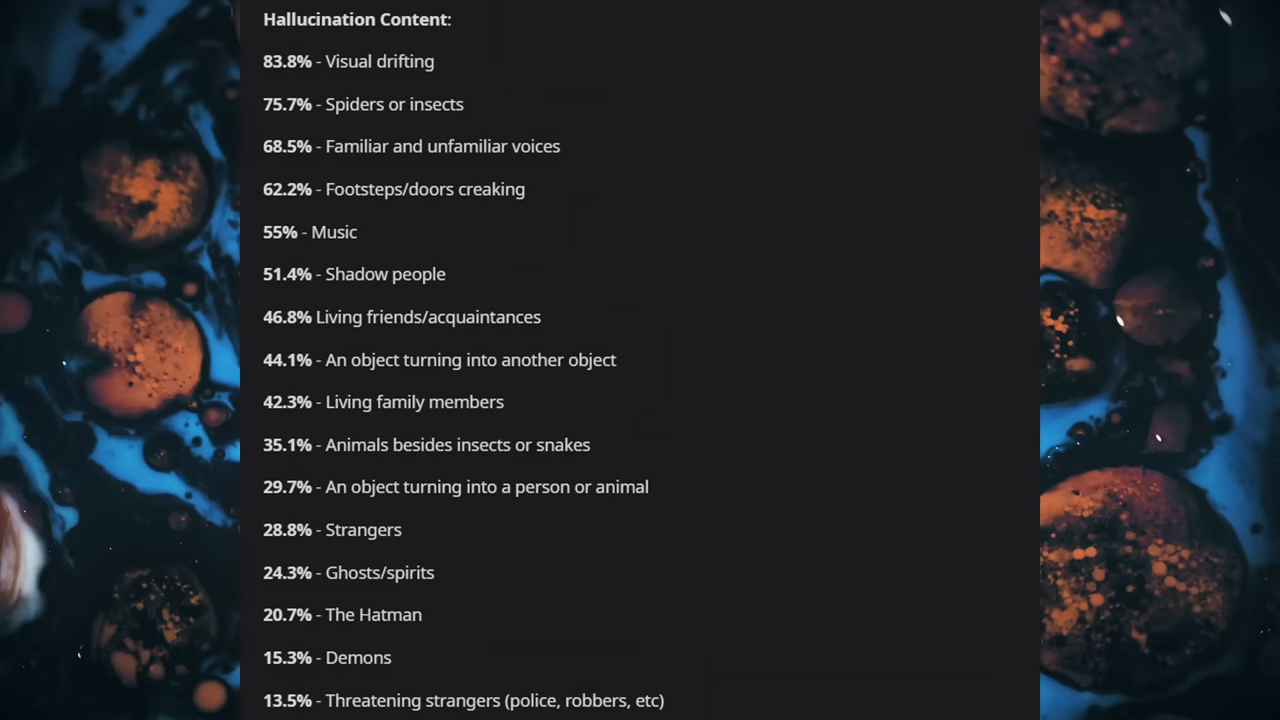 Hallucination Content:
83.8% - Visual drifting
75.7% - Spiders or insects
68.5% - Familiar and unfamiliar voices
62.2% - Footsteps/doors creaking
55% - Music
51.4% - Shadow people
46.8% Living friends/acquaintances
44.1% - An object turning into another object
42.3% - Living family members
35.1% - Animals besides insects or snakes
29.7% - An object turning into a person or animal
28.8% - Strangers
24.3% - Ghosts/spirits
20.7% - The Hatman
15.3% - Demons
13.5% - Threatening strangers (police, robbers, etc)